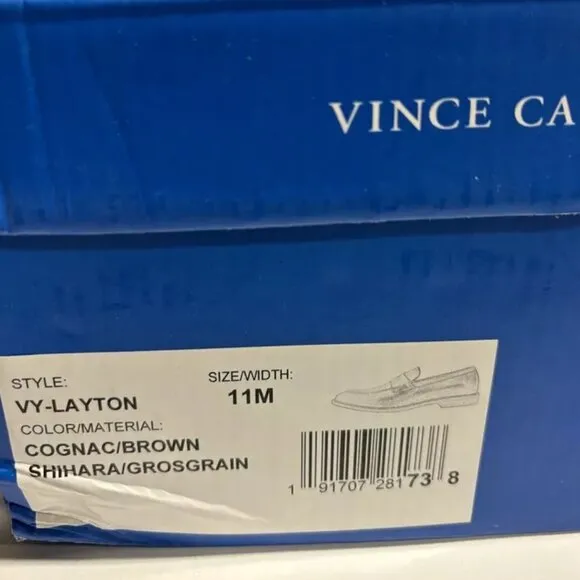 VINCE CA
STYLE:
VY-LAYTON
SIZE/WIDTH:
11M
COLOR/MATERIAL:
COGNAC/BROWN
SHIHARA/GROSGRAIN
1 91707 28173 8